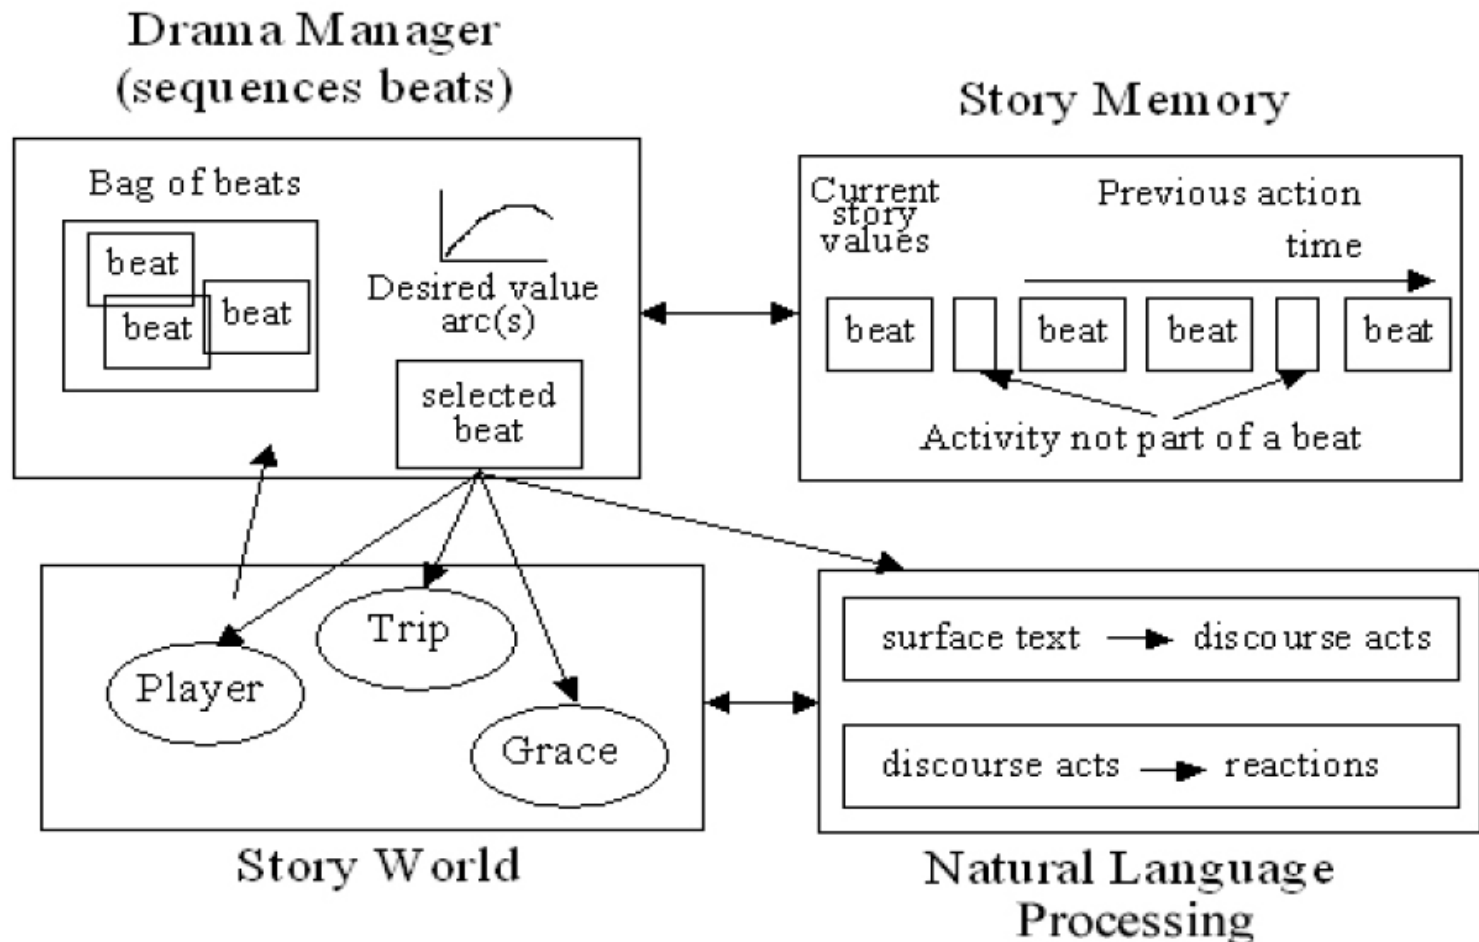 Drama Manager
(sequences beats)
Bag of beats
beat
beat
beat
Desired value
arc(s)
selected
beat
Story Memory
Current
story
values
Previous action
time
beat
beat
beat
beat
Activity not part of a beat
Player
Trip
Grace
Story World
surface text
discourse acts
discourse acts
reactions
Natural Language
Processing